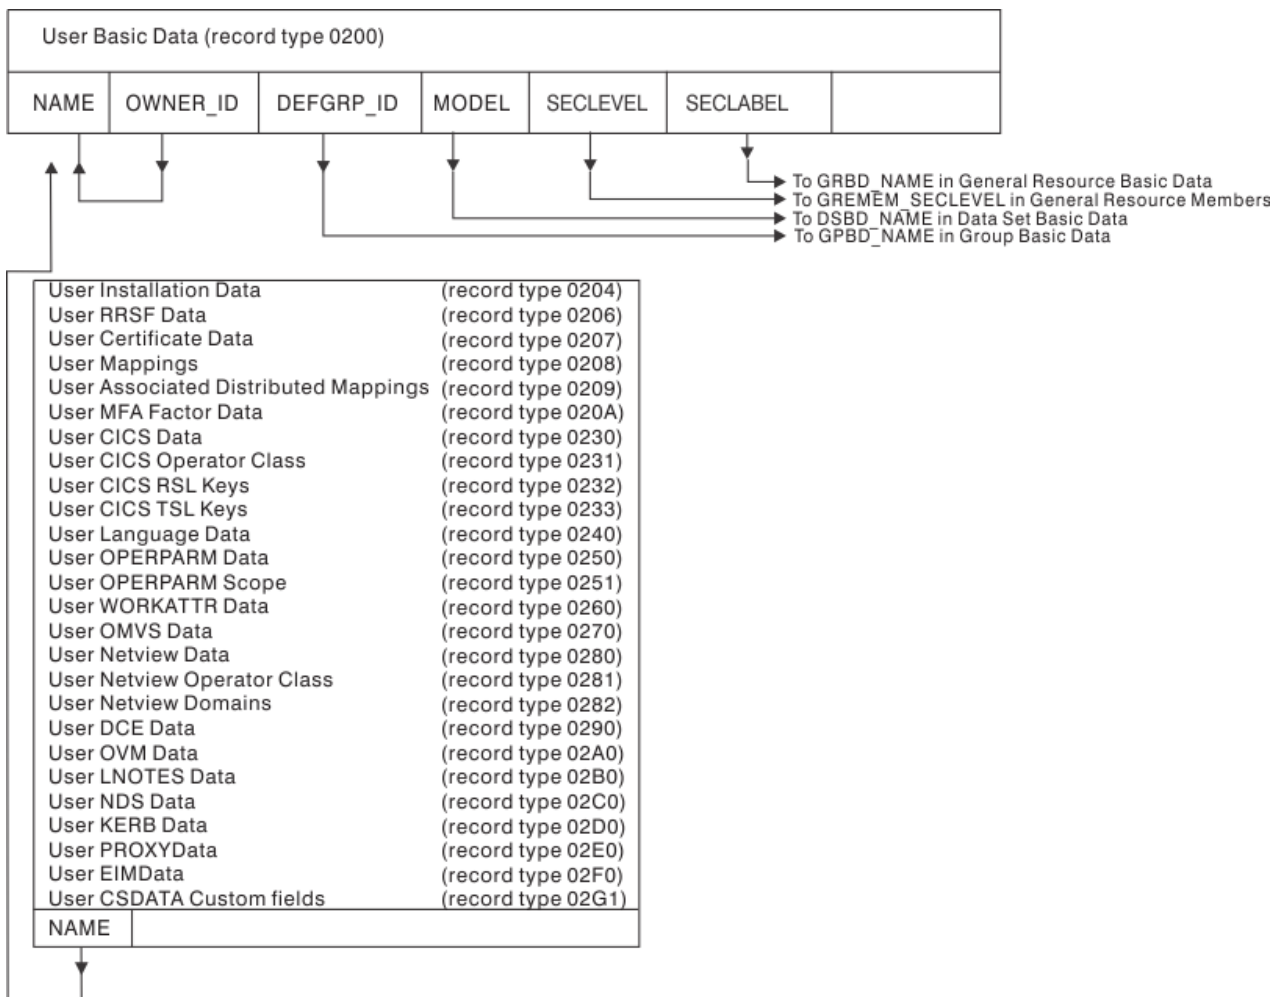 User Basic Data (record type 0200)
NAME OWNER_ID DEFGRP_ID MODEL SECLEVEL SECLABEL
To GRBD_NAME in General Resource Basic Data
To GREMEM_SECLEVEL in General Resource Members
To DSBD_NAME in Data Set Basic Data
To GPBD_NAME in Group Basic Data
User Installation Data (record type 0204)
User RRSF Data (record type 0206)
User Certificate Data (record type 0207)
User Mappings (record type 0208)
User Associated Distributed Mappings (record type 0209)
User MFA Factor Data (record type 020A)
User CICS Data (record type 0230)
User CICS Operator Class (record type 0231)
User CICS RSL Keys (record type 0232)
User CICS TSL Keys (record type 0233)
User Language Data (record type 0240)
User OPERPARM Data (record type 0250)
User OPERPARM Scope (record type 0251)
User WORKATTR Data (record type 0260)
User OMVS Data (record type 0270)
User Netview Data (record type 0280)
User Netview Operator Class (record type 0281)
User Netview Domains (record type 0282)
User DCE Data (record type 0290)
User OVM Data (record type 02A0)
User LNOTES Data (record type 02B0)
User NDS Data (record type 02C0)
User KERB Data (record type 02D0)
User PROXYData (record type 02E0)
User EIMData (record type 02F0)
User CSDATA Custom fields (record type 02G1)
NAME